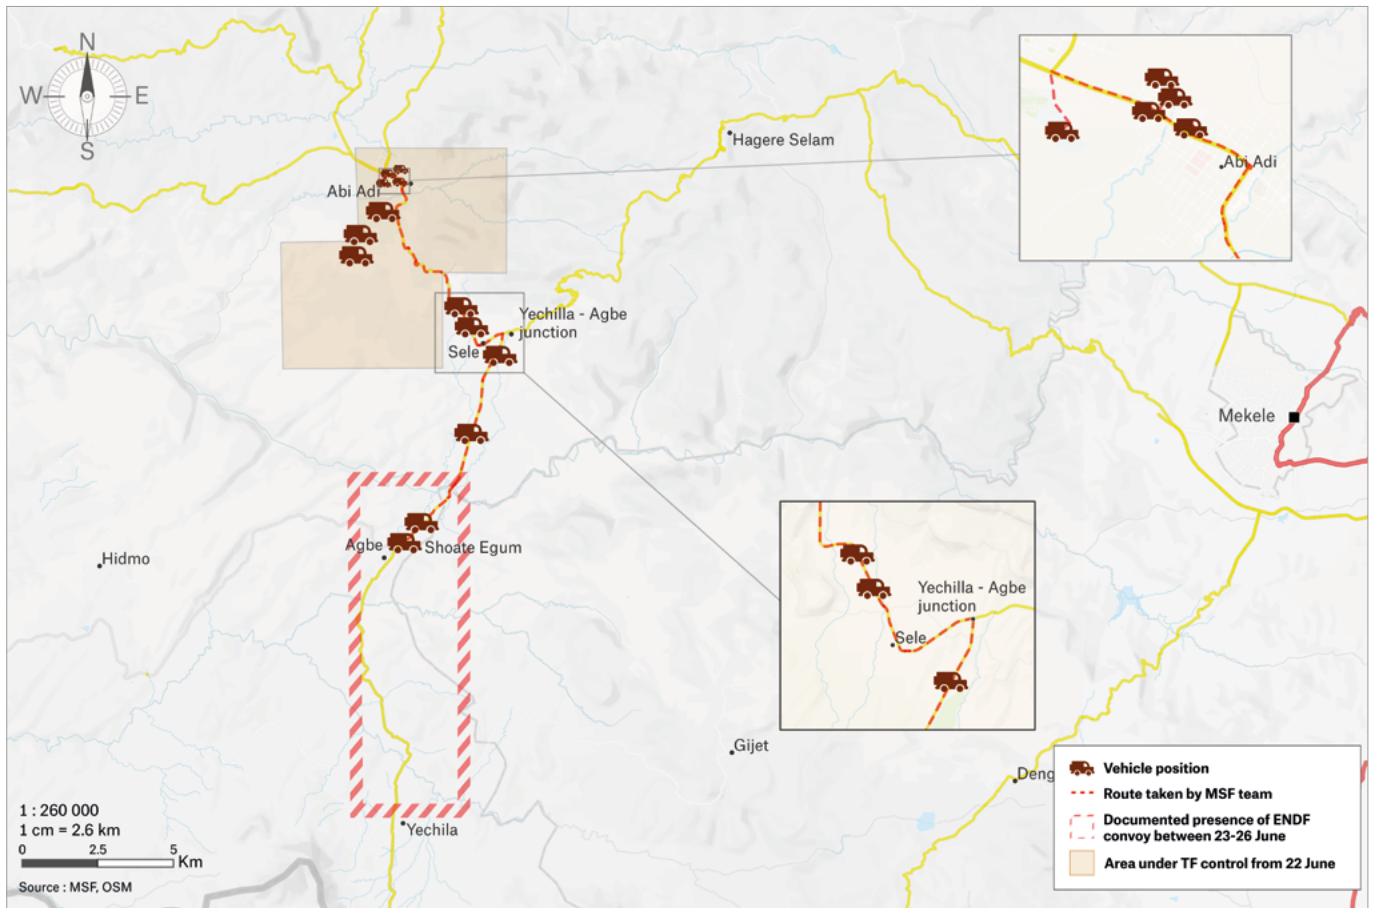 N
W
E
S
Hagere Selam
Abi Adi
Abi Adi
Yechilla - Agbe
junction
Sele
Mekele
Agbe
Shoate Egum
Hidmo
Yechilla - Agbe
junction
Sele
Gijet
Deng
Yechila
1 : 260 000
1 cm = 2.6 km
0 2.5 5
Km
Source : MSF, OSM
Vehicle position
Route taken by MSF team
Documented presence of ENDF
convoy between 23-26 June
Area under TF control from 22 June